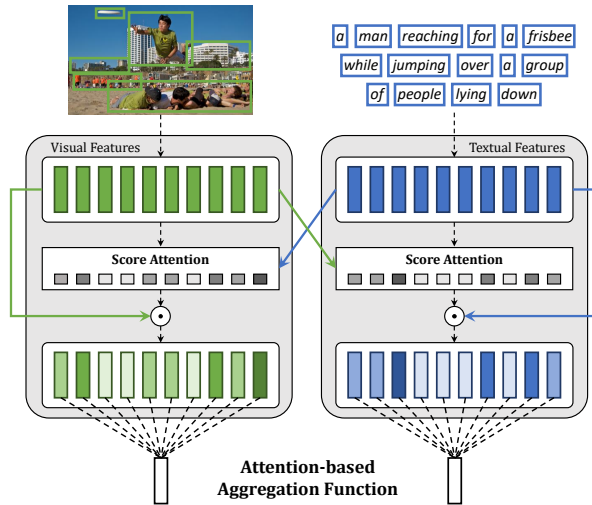 a man reaching for a frisbee
while jumping over a group
of people lying down
Visual Features
Textual Features
Score Attention
Score Attention
Attention-based
Aggregation Function